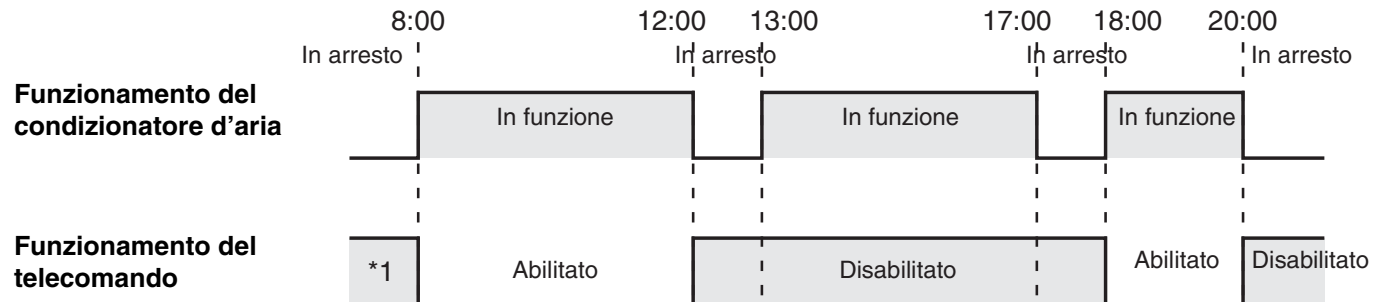 8:00 12:00 13:00 17:00 18:00 20:00
In arresto In arresto In arresto In arresto
Funzionamento del
condizionatore d'aria
In funzione In funzione In funzione
Funzionamento del
telecomando
*1 Abilitato Disabilitato Abilitato Disabilitato